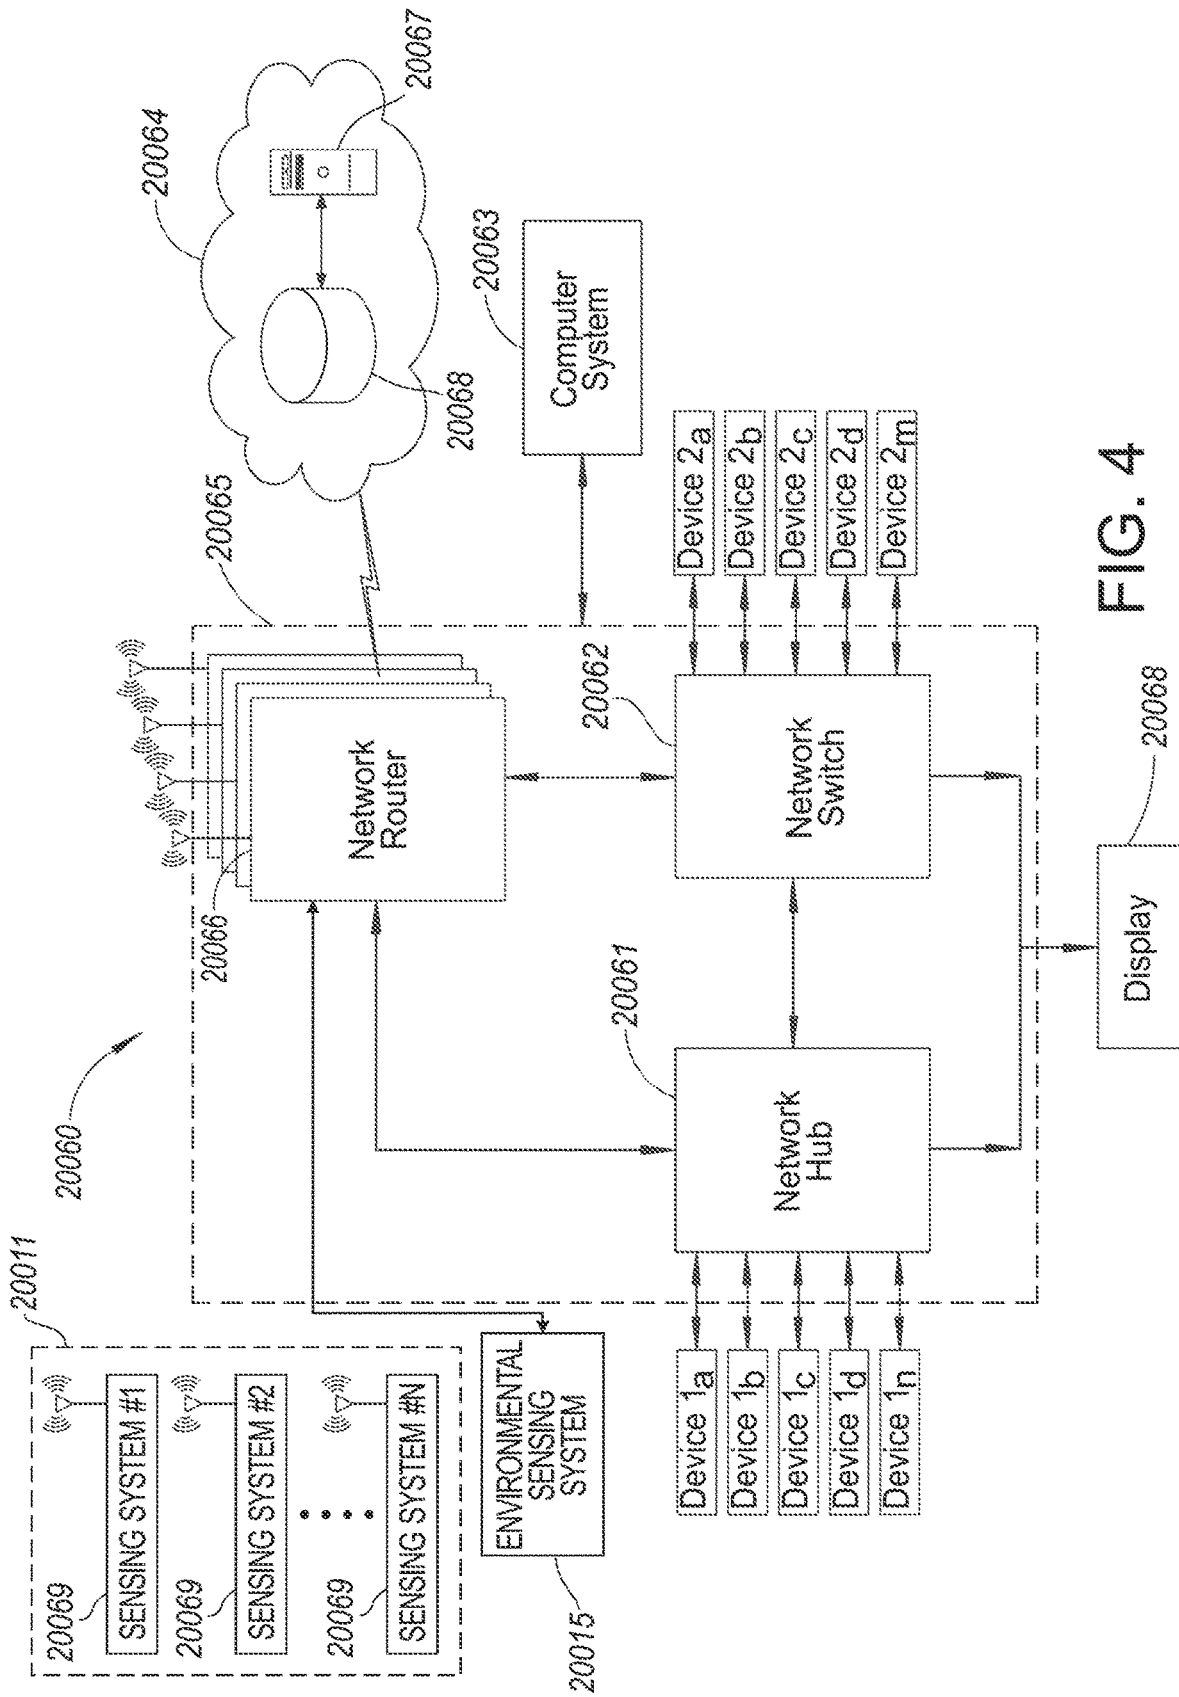 20011
20069
SENSING SYSTEM #1
20069
SENSING SYSTEM #2
20069
SENSING SYSTEM #N
20015
ENVIRONMENTAL
SENSING
SYSTEM
20060
20066
Network
Router
20065
20064
20067
20068
20063
Computer
System
20061
Network
Hub
20062
Network
Switch
Device 1a
Device 1b
Device 1c
Device 1d
Device 1n
Device 2a
Device 2b
Device 2c
Device 2d
Device 2m
Display
20068
FIG. 4